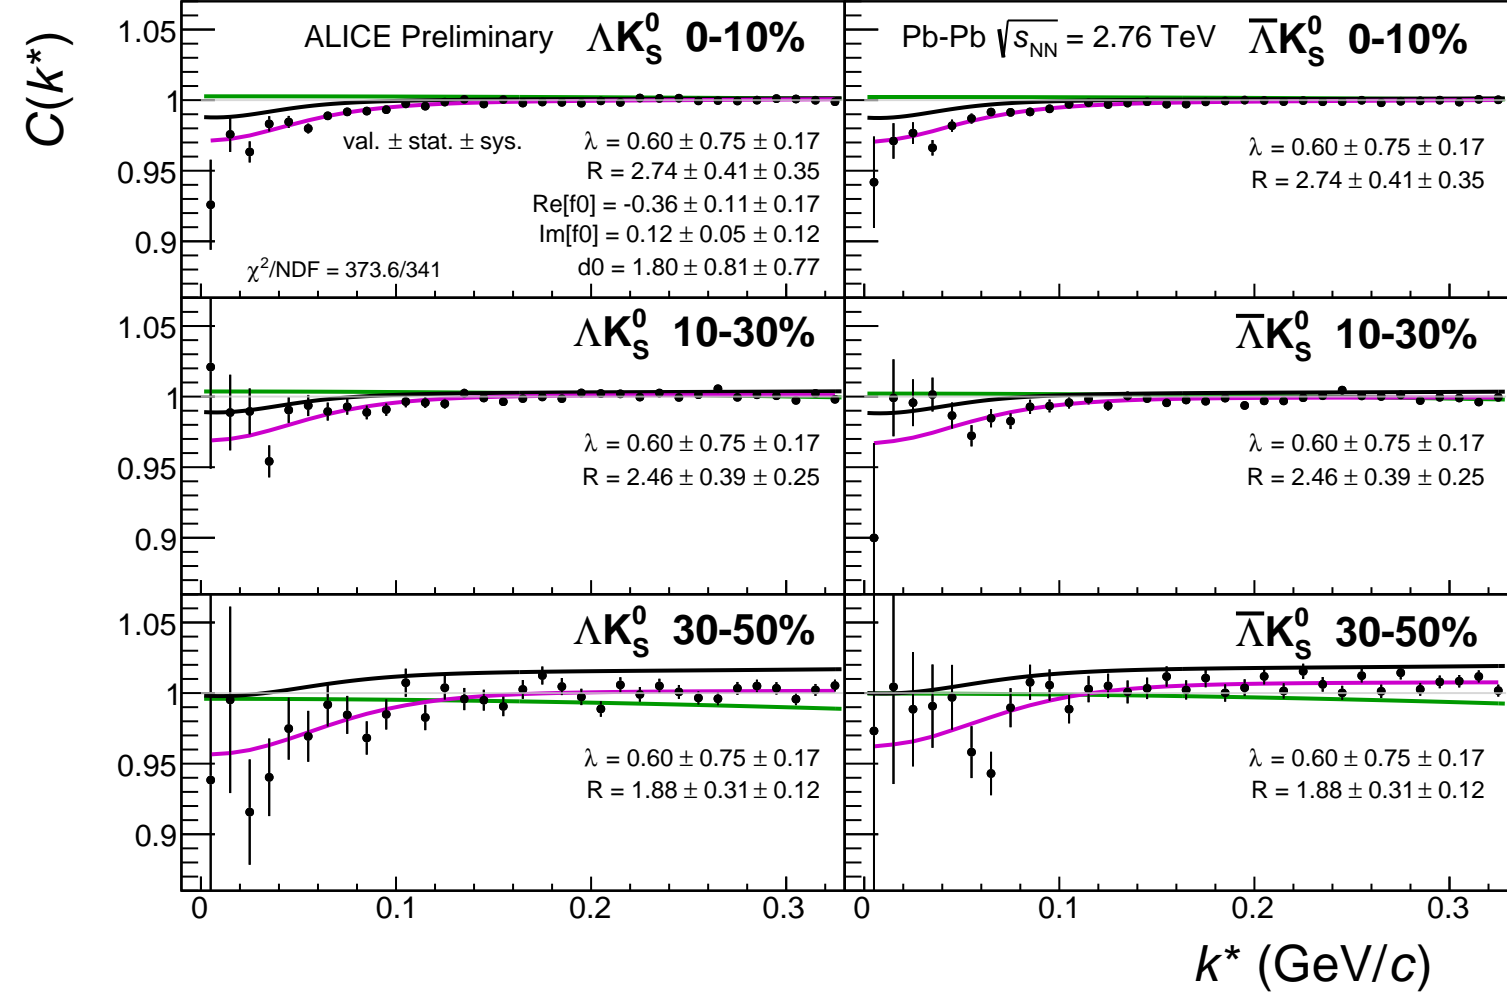 C(k*)
ALICE Preliminary ΛK⁰_S 0-10%
1.05
1
0.95
0.9
val. ± stat. ± sys.
λ = 0.60 ± 0.75 ± 0.17
R = 2.74 ± 0.41 ± 0.35
Re[f0] = -0.36 ± 0.11 ± 0.17
Im[f0] = 0.12 ± 0.05 ± 0.12
d0 = 1.80 ± 0.81 ± 0.77
χ²/NDF = 373.6/341
Pb-Pb √s_NN = 2.76 TeV Λ̅K⁰_S 0-10%
λ = 0.60 ± 0.75 ± 0.17
R = 2.74 ± 0.41 ± 0.35
ΛK⁰_S 10-30%
1.05
1
0.95
0.9
λ = 0.60 ± 0.75 ± 0.17
R = 2.46 ± 0.39 ± 0.25
Λ̅K⁰_S 10-30%
λ = 0.60 ± 0.75 ± 0.17
R = 2.46 ± 0.39 ± 0.25
ΛK⁰_S 30-50%
1.05
1
0.95
0.9
λ = 0.60 ± 0.75 ± 0.17
R = 1.88 ± 0.31 ± 0.12
Λ̅K⁰_S 30-50%
λ = 0.60 ± 0.75 ± 0.17
R = 1.88 ± 0.31 ± 0.12
0 0.1 0.2 0.3 0 0.1 0.2 0.3
k* (GeV/c)